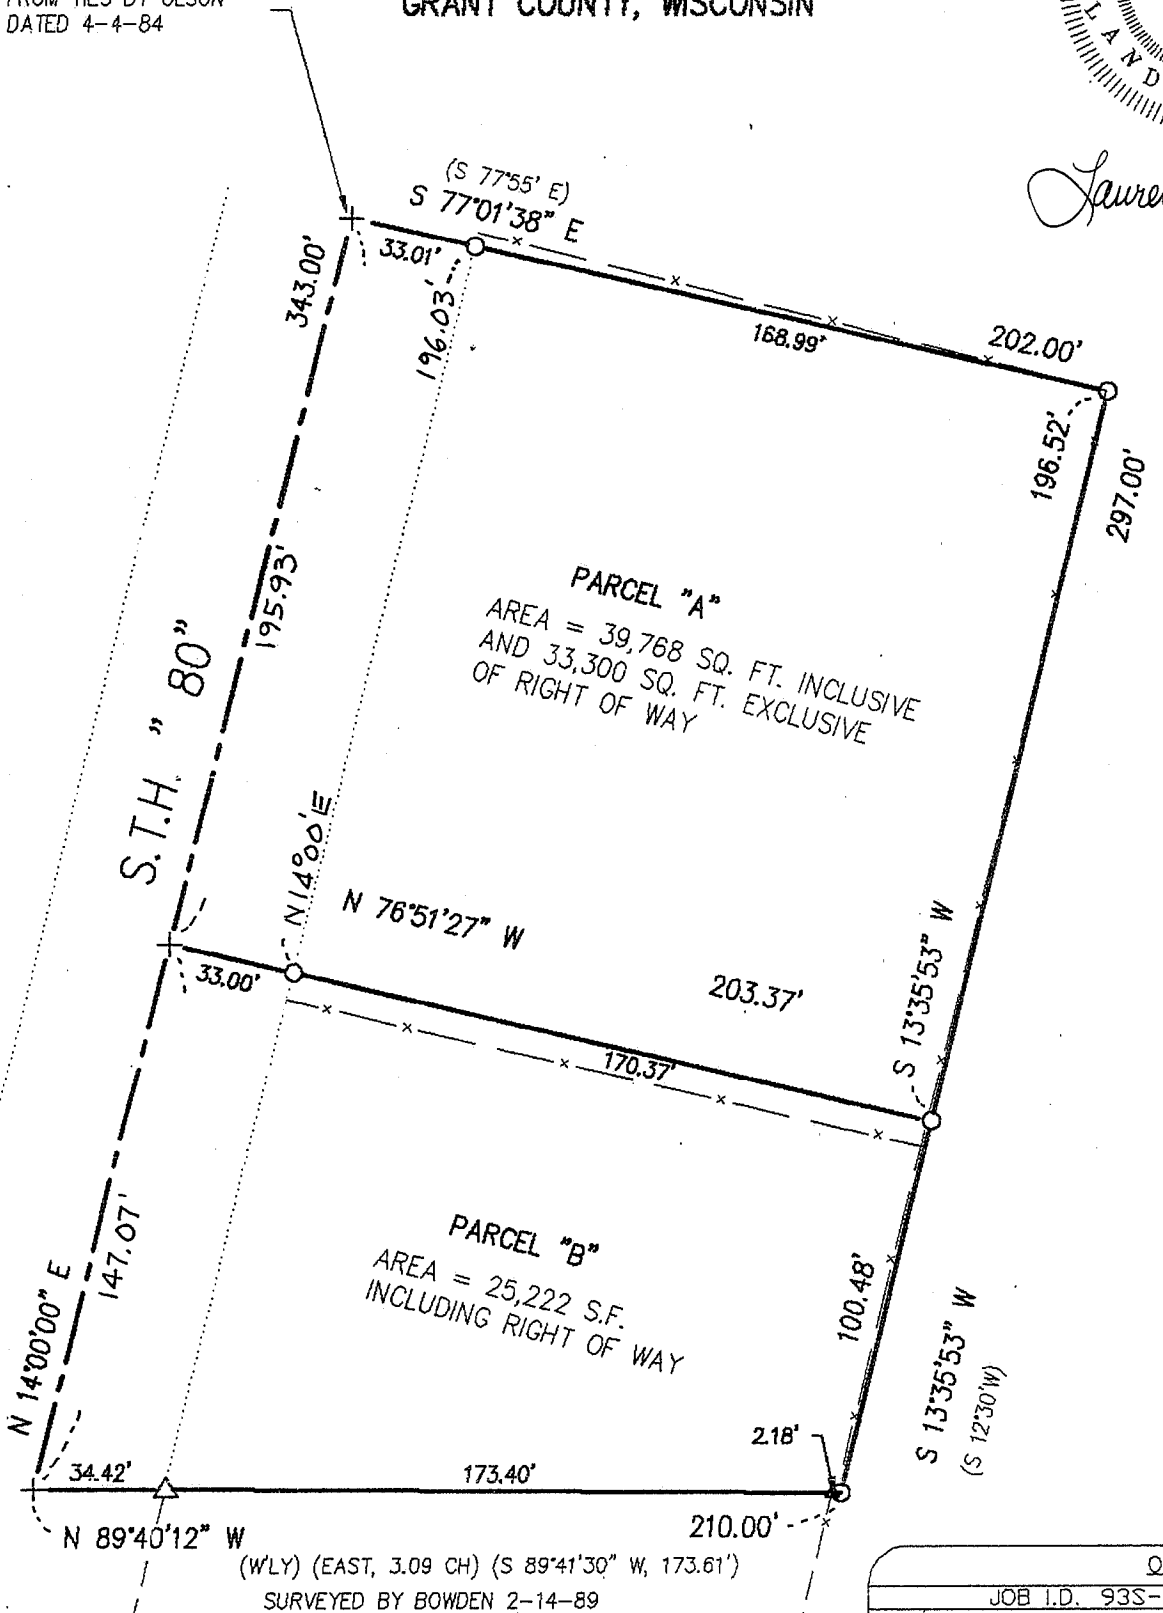 DATED 4-4-84
GRANT COUNTY, WISCONSIN
LAND
(S 77°55' E)
S 77°01'38" E
33.01'
343.00'
196.03'
168.99'
202.00'
196.52'
297.00'
PARCEL "A"
AREA = 39,768 SQ. FT. INCLUSIVE
AND 33,300 SQ. FT. EXCLUSIVE
OF RIGHT OF WAY
195.93'
S.T.H. " 80"
N14°00'E
N 76°51'27" W
33.00'
203.37'
170.37'
S 13°35'53" W
PARCEL "B"
AREA = 25,222 S.F.
INCLUDING RIGHT OF WAY
147.07'
N 14°00'00" E
100.48'
S 13°35'53" W
(S 12°30'W)
2.18'
34.42'
173.40'
N 89°40'12" W
210.00'
(W'LY) (EAST, 3.09 CH) (S 89°41'30" W, 173.61')
SURVEYED BY BOWDEN 2-14-89
JOB I.D. 93S-